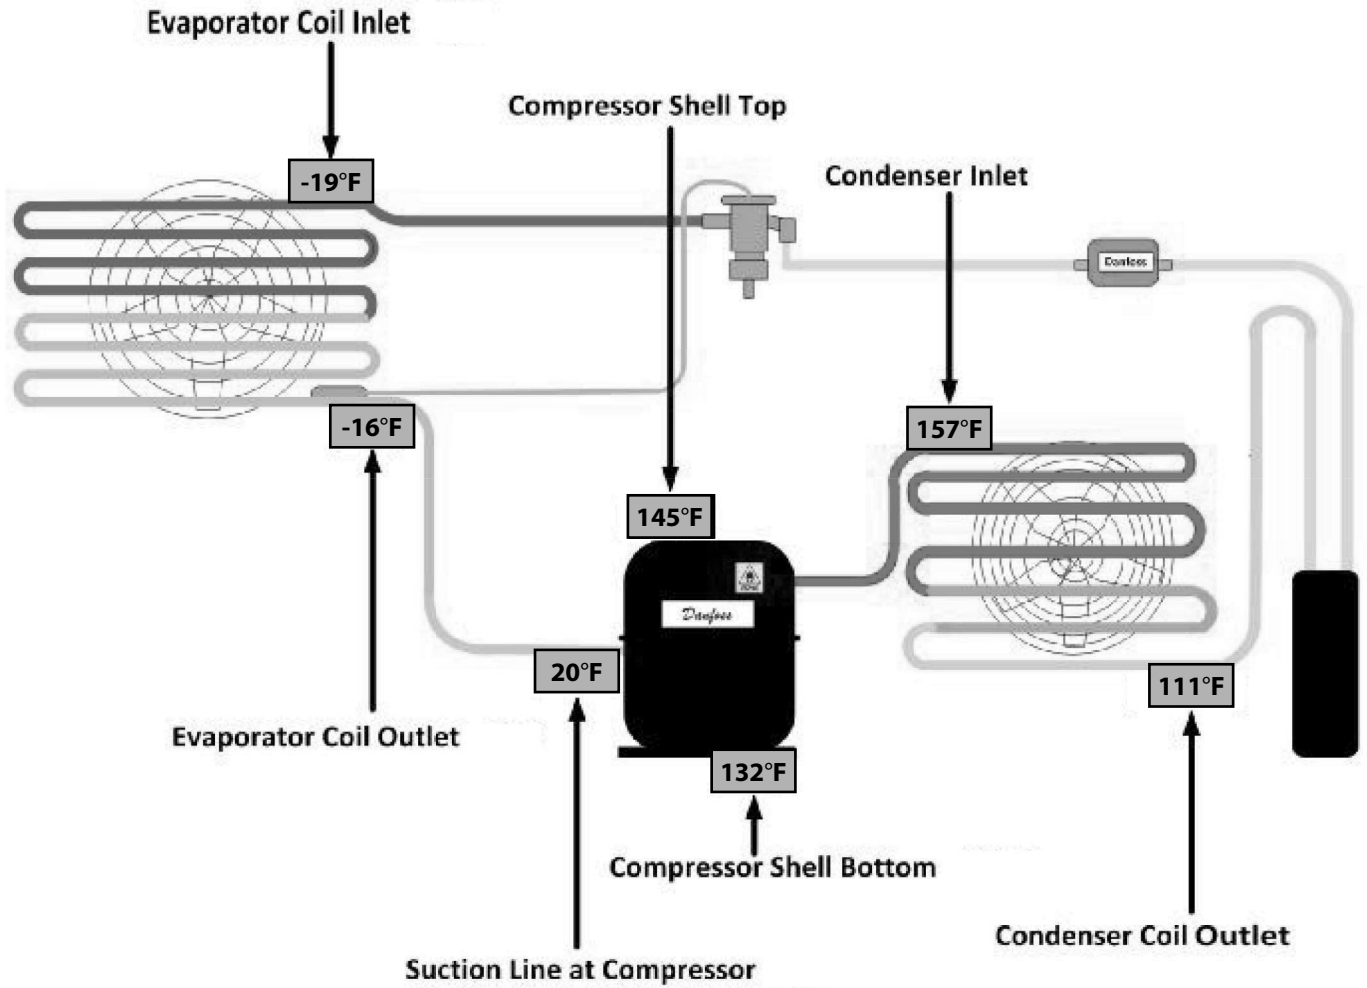 Evaporator Coil Inlet
Compressor Shell Top
-19°F
Condenser Inlet
Danfoss
-16°F
157°F
145°F
Danfoss
20°F
111°F
Evaporator Coil Outlet
132°F
Compressor Shell Bottom
Condenser Coil Outlet
Suction Line at Compressor